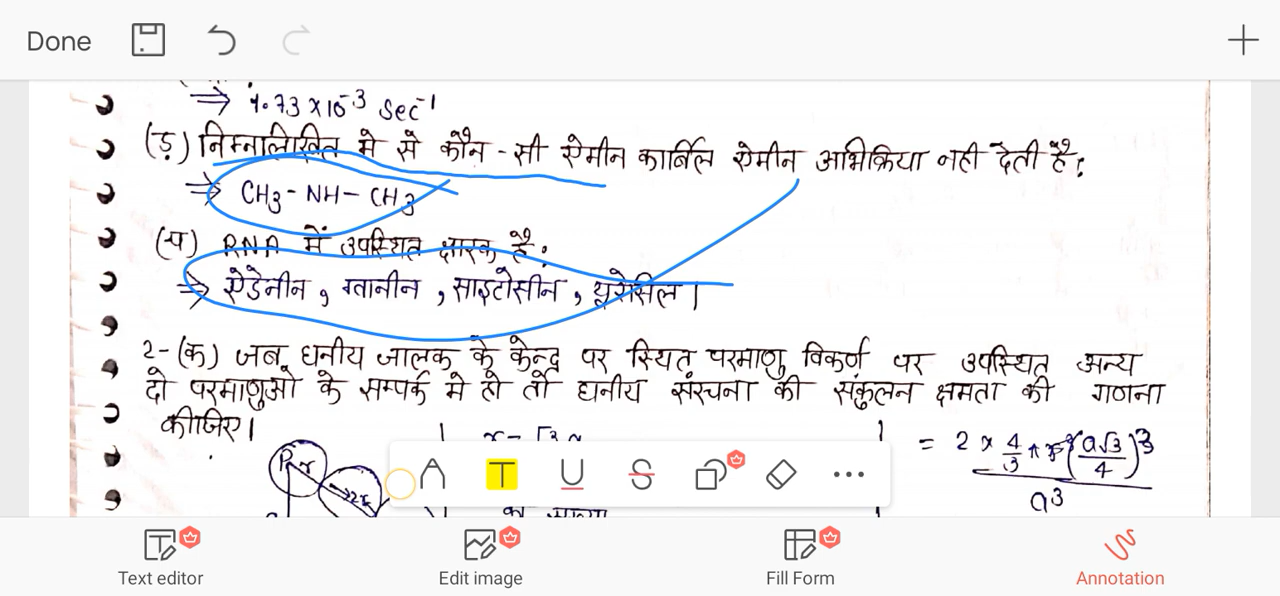 Done
⇒ 1.73 × 10⁻³ Sec⁻¹
(ड़) निम्नलिखित मे से कौन - सी ऐमीन कार्बिल ऐमीन अभिक्रिया नही देती है:
⇒ CH3 - NH - CH3
(च) RNA में उपस्थित क्षारक है:
⇒ ऐडेनीन, ग्वानीन, साइटोसीन, यूरोसिल।
2-(क) जब घनीय जालक के केन्द्र पर स्थित परमाणु विकर्ण पर उपस्थित अन्य
दो परमाणुओ के सम्पर्क मे हो तो घनीय संरचना की संकुलन क्षमता की गणना
कीजिए।
= 2 × 4/3 π (a√3/4)³
a³
A T U S
Text editor Edit image Fill Form Annotation